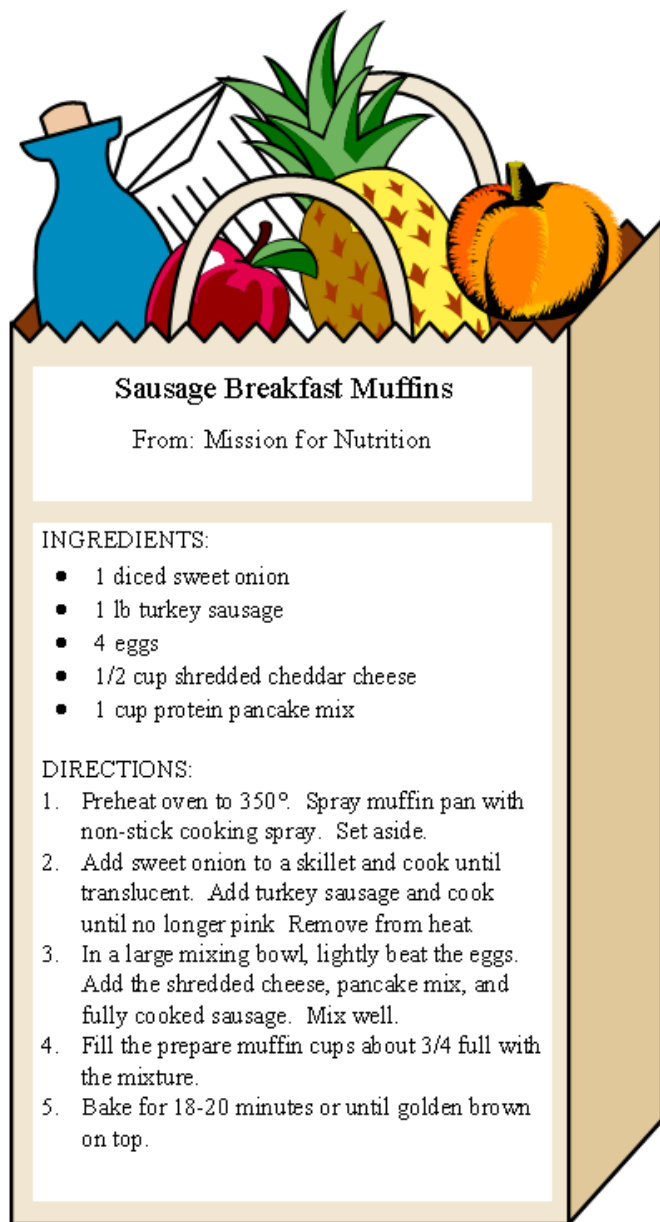 Sausage Breakfast Muffins
From: Mission for Nutrition
INGREDIENTS:
• 1 diced sweet onion
• 1 lb turkey sausage
• 4 eggs
• 1/2 cup shredded cheddar cheese
• 1 cup protein pancake mix
DIRECTIONS:
1. Preheat oven to 350°. Spray muffin pan with
non-stick cooking spray. Set aside.
2. Add sweet onion to a skillet and cook until
translucent. Add turkey sausage and cook
until no longer pink Remove from heat.
3. In a large mixing bowl, lightly beat the eggs.
Add the shredded cheese, pancake mix, and
fully cooked sausage. Mix well.
4. Fill the prepare muffin cups about 3/4 full with
the mixture.
5. Bake for 18-20 minutes or until golden brown
on top.